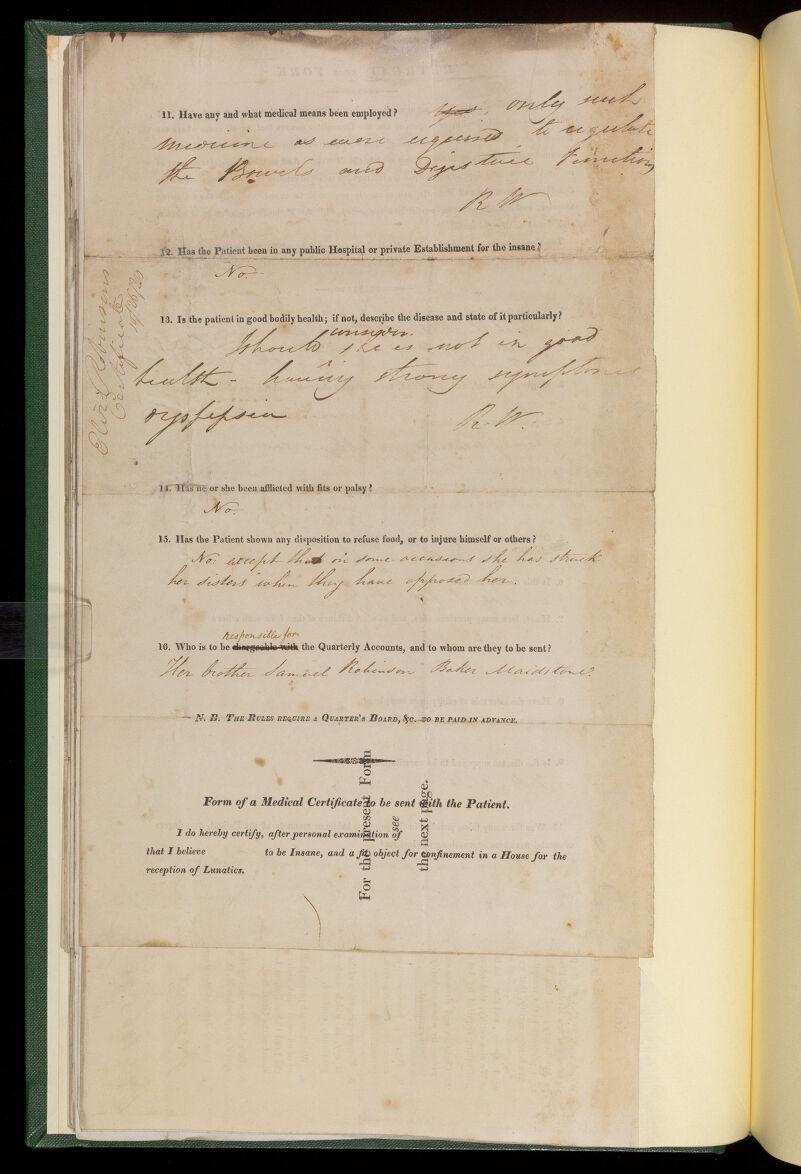 11. Have any and what medical means been employed? yes, only such
medicine as were required to regulate
the Bowels and Digestive Functions
R W
12. Has the Patient been in any public Hospital or private Establishment for the insane?
No.
13. Is the patient in good bodily health; if not, describe the disease and state of it particularly?
consider
I should she is not in good
health - having strong symptoms
dyspepsia R. W.
14. Has he or she been afflicted with fits or palsy?
No.
15. Has the Patient shown any disposition to refuse food, or to injure himself or others?
No: except that on some occasions she has struck
her sisters when they have opposed her.
responsible for
16. Who is to be chargeable with the Quarterly Accounts, and to whom are they to be sent?
Her brother Samuel Robinson Baker Maidstone.
N. B. THE RULES REQUIRE A QUARTER'S BOARD, &c. TO BE PAID IN ADVANCE.
Form of a Medical Certificate to be sent with the Patient.
I do hereby certify, after personal examination of
that I believe to be Insane, and a fit object for confinement in a House for the
reception of Lunatics.
For the present Form
see
the next page.
Eliz Robinsons
Certificate